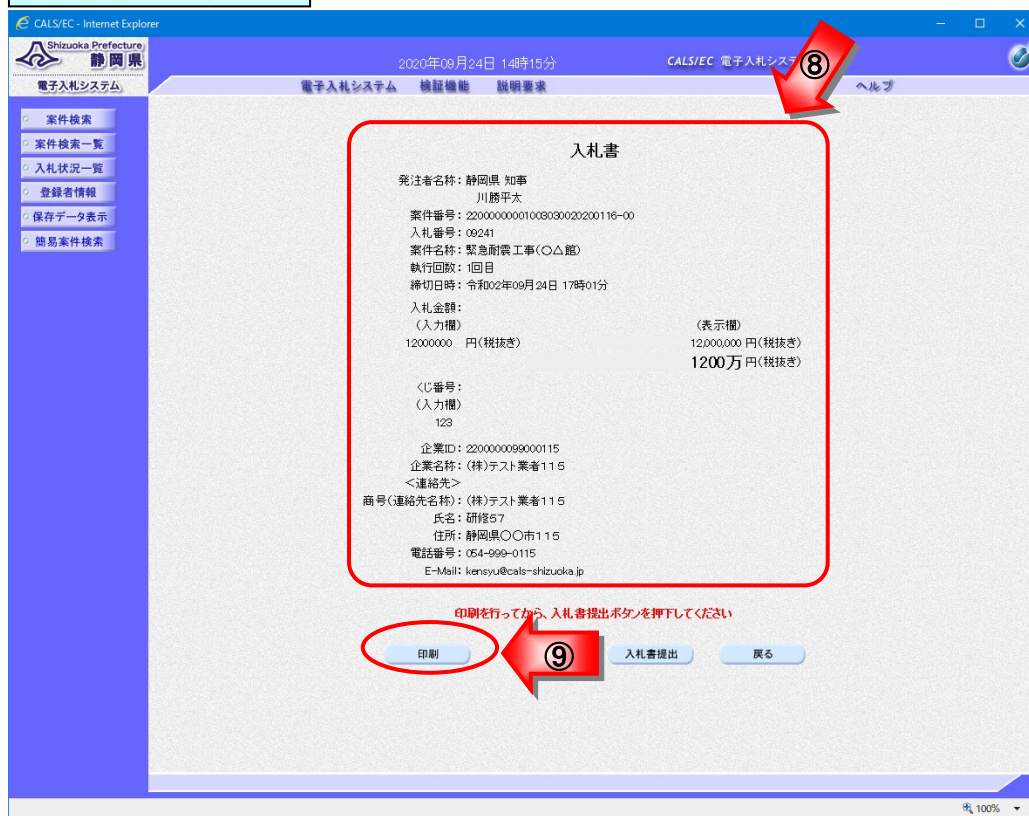 CALS/EC - Internet Explorer
Shizuoka Prefecture
静岡県
2020年09月24日 14時15分
CALS/EC 電子入札システ
⑧
電子入札システム
電子入札システム 検証機能 説明要求 ヘルプ
案件検索
案件検索一覧
入札状況一覧
登録者情報
保存データ表示
簡易案件検索
入札書
発注者名称：静岡県 知事
川勝平太
案件番号：2200000001003030020200116-00
入札番号：09241
案件名称：緊急耐震工事(○△館)
執行回数：1回目
締切日時：令和02年09月24日 17時01分
入札金額：
(入力欄) (表示欄)
12000000 円(税抜き) 12,000,000 円(税抜き)
1200万 円(税抜き)
くじ番号：
(入力欄)
123
企業ID：2200000099000115
企業名称：(株)テスト業者115
<連絡先>
商号(連絡先名称)：(株)テスト業者115
氏名：研修57
住所：静岡県○○市115
電話番号：054-999-0115
E-Mail：kensyu@cals-shizuoka.jp
印刷を行ってから、入札書提出ボタンを押下してください
印刷 ⑨ 入札書提出 戻る
100%